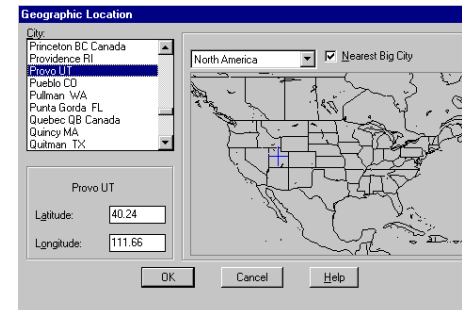 Geographic Location
City:
Princeton BC Canada
Providence RI
Provo UT
Pueblo CO
Pullman WA
Punta Gorda FL
Quebec QB Canada
Quincy MA
Quitman TX
North America
Nearest Big City
Provo UT
Latitude: 40.24
Longitude: 111.66
OK Cancel Help